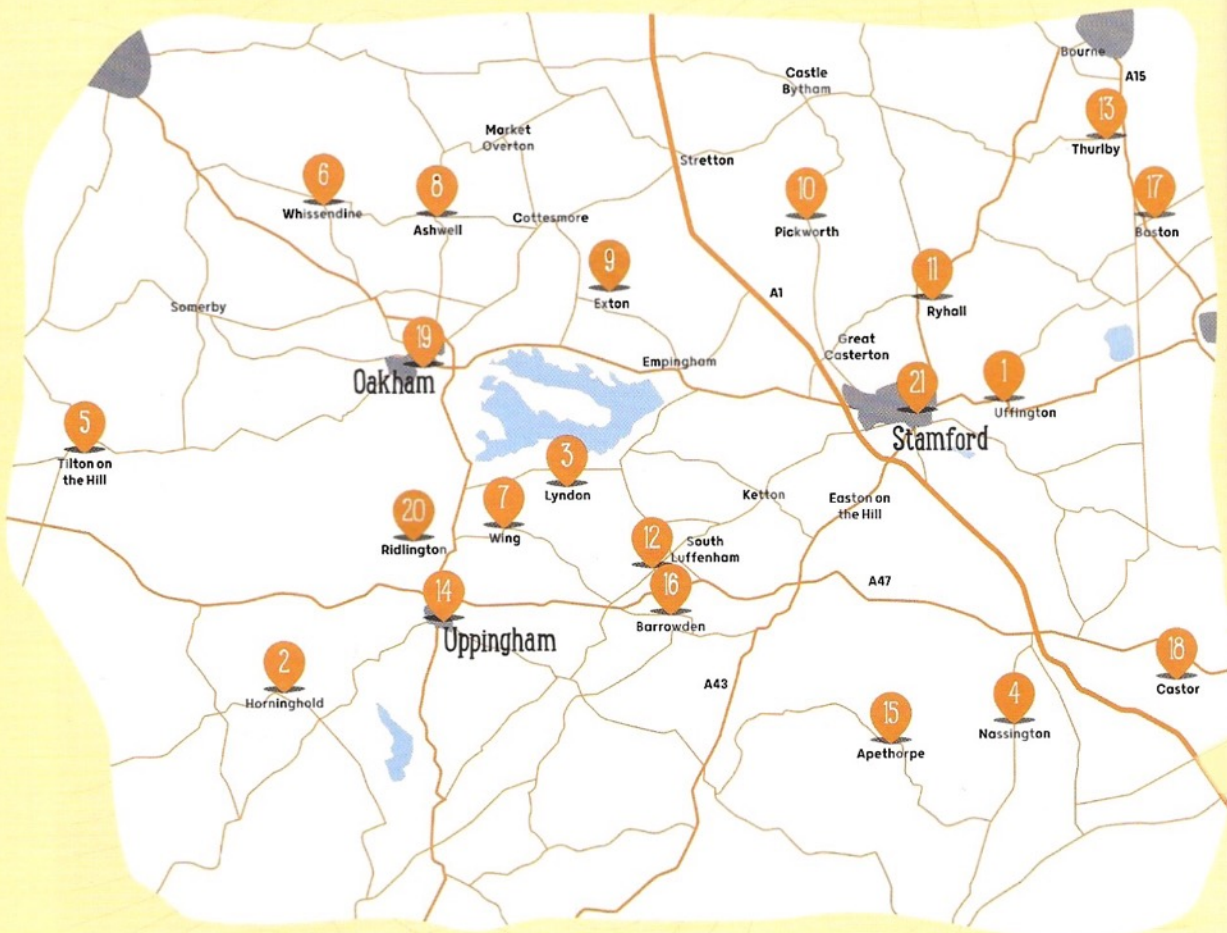 Bourne
A15
Castle
Bytham
13
Thurlby
Market
Overton
Stretton
6
Whissendine
8
Ashwell
10
Pickworth
17
Baston
Cottesmore
9
Exton
11
Ryhall
A1
Somerby
19
Oakham
Great
Casterton
Empingham
21
Stamford
1
Uffington
5
Tilton on
the Hill
3
Lyndon
7
Wing
Ketton
Easton on
the Hill
20
Ridlington
12
South
Luffenham
16
Barrowden
A47
14
Uppingham
2
Horninghold
A43
18
Castor
4
Nassington
15
Apethorpe